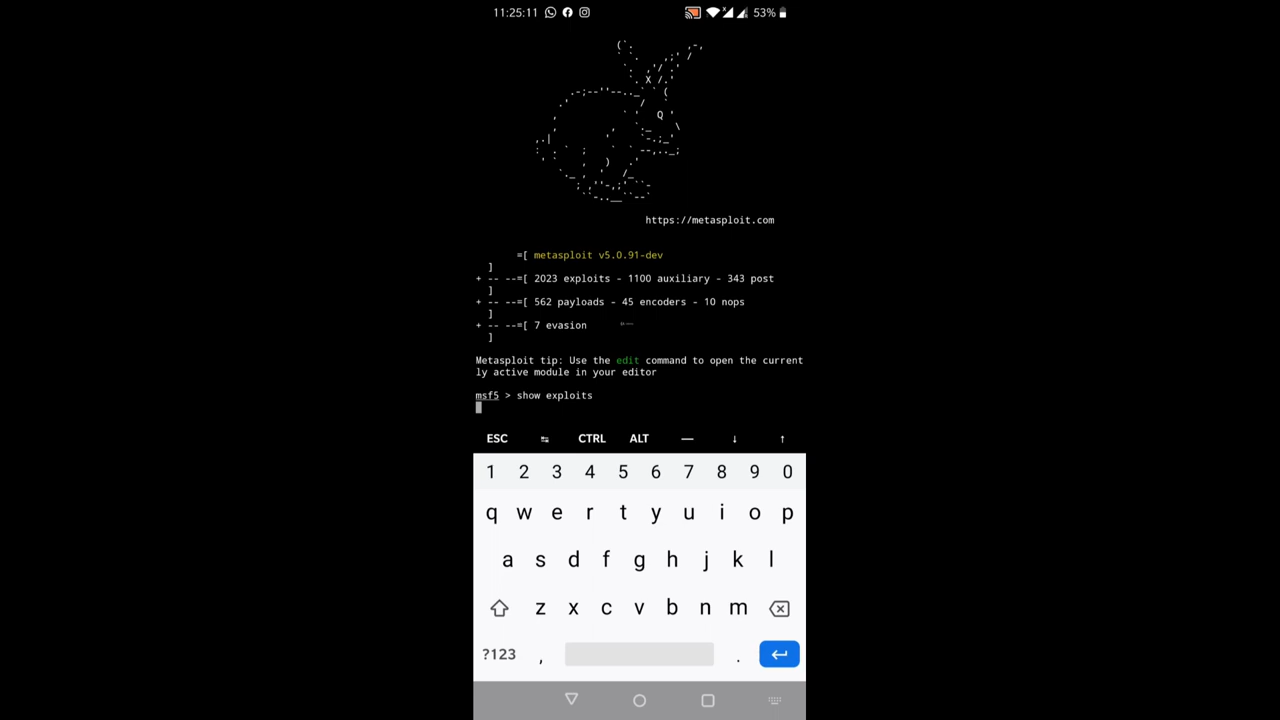 11:25:11 53%
https://metasploit.com
=[ metasploit v5.0.91-dev
]
+ -- --=[ 2023 exploits - 1100 auxiliary - 343 post
]
+ -- --=[ 562 payloads - 45 encoders - 10 nops
]
+ -- --=[ 7 evasion
]
Metasploit tip: Use the edit command to open the current
ly active module in your editor
msf5 > show exploits
ESC CTRL ALT — ↓ ↑
1 2 3 4 5 6 7 8 9 0
q w e r t y u i o p
a s d f g h j k l
z x c v b n m
?123 , .